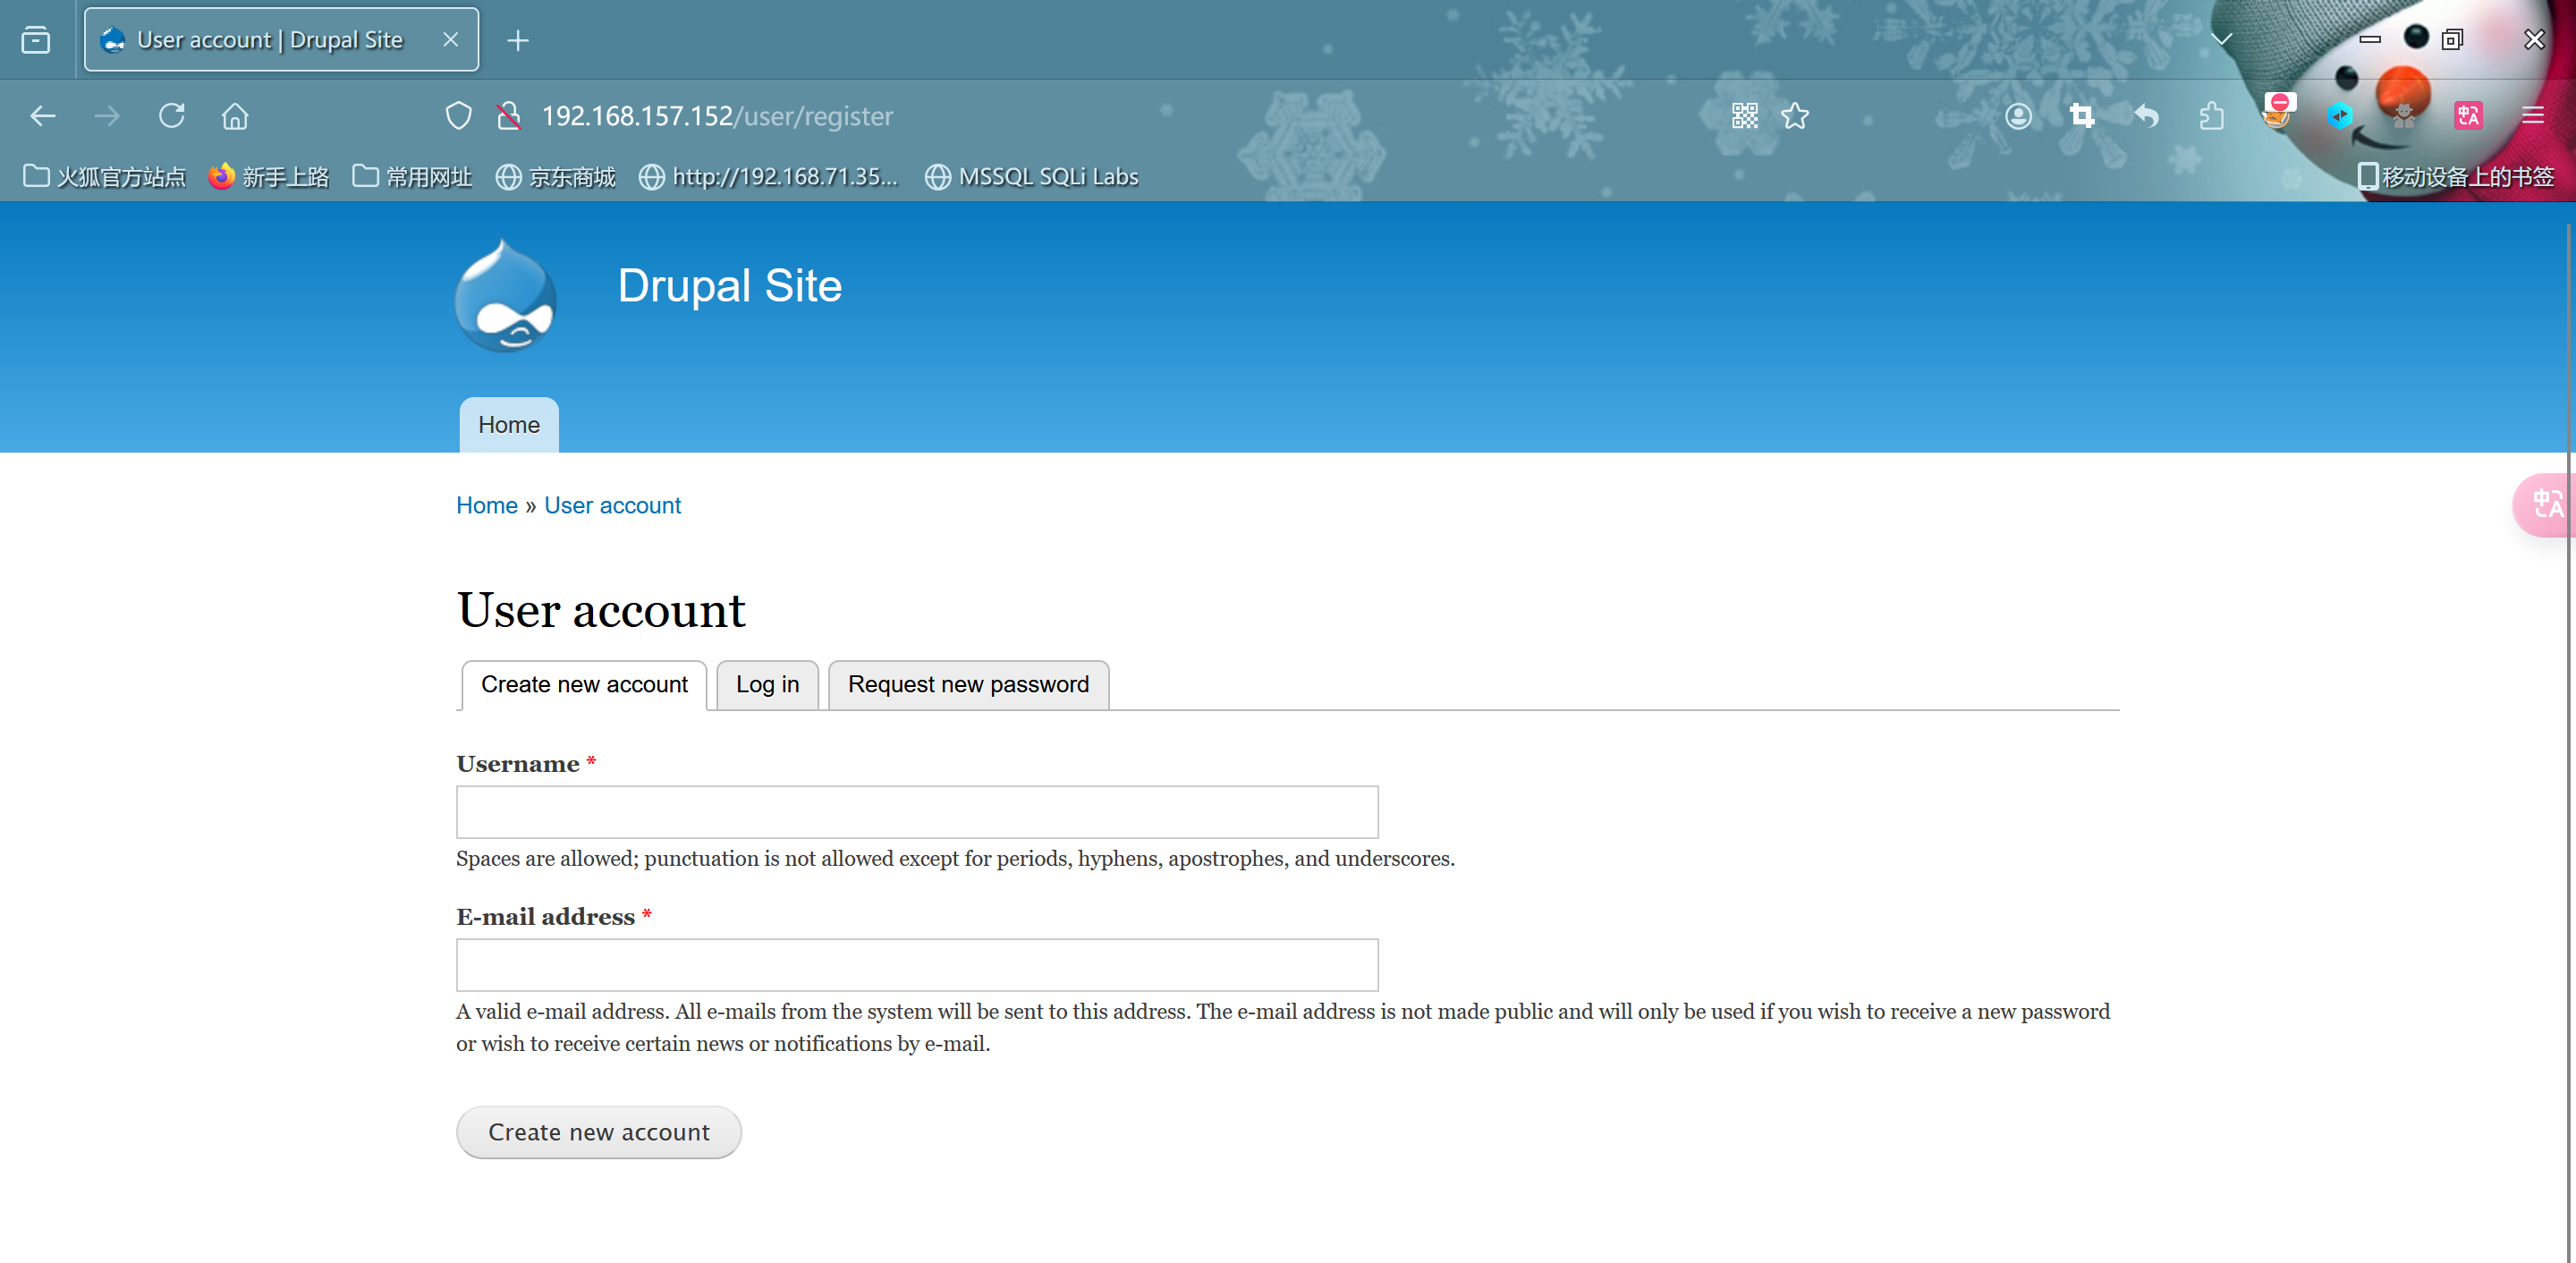 User account | Drupal Site
192.168.157.152/user/register
火狐官方站点 新手上路 常用网址 京东商城 http://192.168.71.35... MSSQL SQLi Labs 移动设备上的书签
Drupal Site
Home
Home » User account
User account
Create new account Log in Request new password
Username *
Spaces are allowed; punctuation is not allowed except for periods, hyphens, apostrophes, and underscores.
E-mail address *
A valid e-mail address. All e-mails from the system will be sent to this address. The e-mail address is not made public and will only be used if you wish to receive a new password
or wish to receive certain news or notifications by e-mail.
Create new account